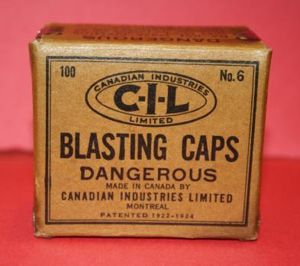 100
No. 6
CANADIAN INDUSTRIES
C-I-L
LIMITED
BLASTING CAPS
DANGEROUS
MADE IN CANADA BY
CANADIAN INDUSTRIES LIMITED
MONTREAL
PATENTED 1922-1924